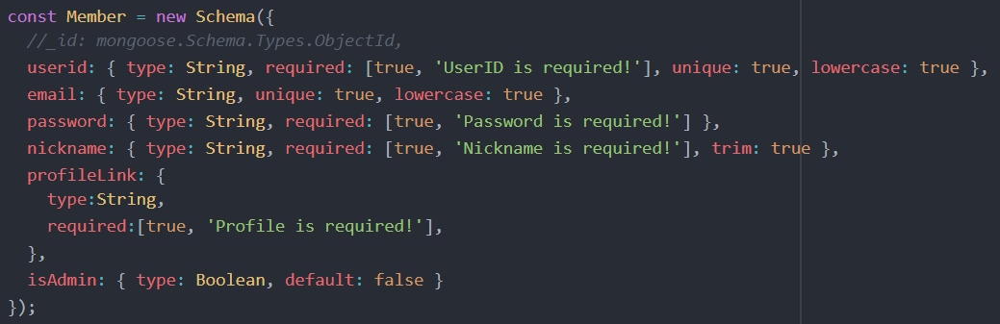 const Member = new Schema({
  //_id: mongoose.Schema.Types.ObjectId,
  userid: { type: String, required: [true, 'UserID is required!'], unique: true, lowercase: true },
  email: { type: String, unique: true, lowercase: true },
  password: { type: String, required: [true, 'Password is required!'] },
  nickname: { type: String, required: [true, 'Nickname is required!'], trim: true },
  profileLink: {
    type:String,
    required:[true, 'Profile is required!'],
  },
  isAdmin: { type: Boolean, default: false }
});